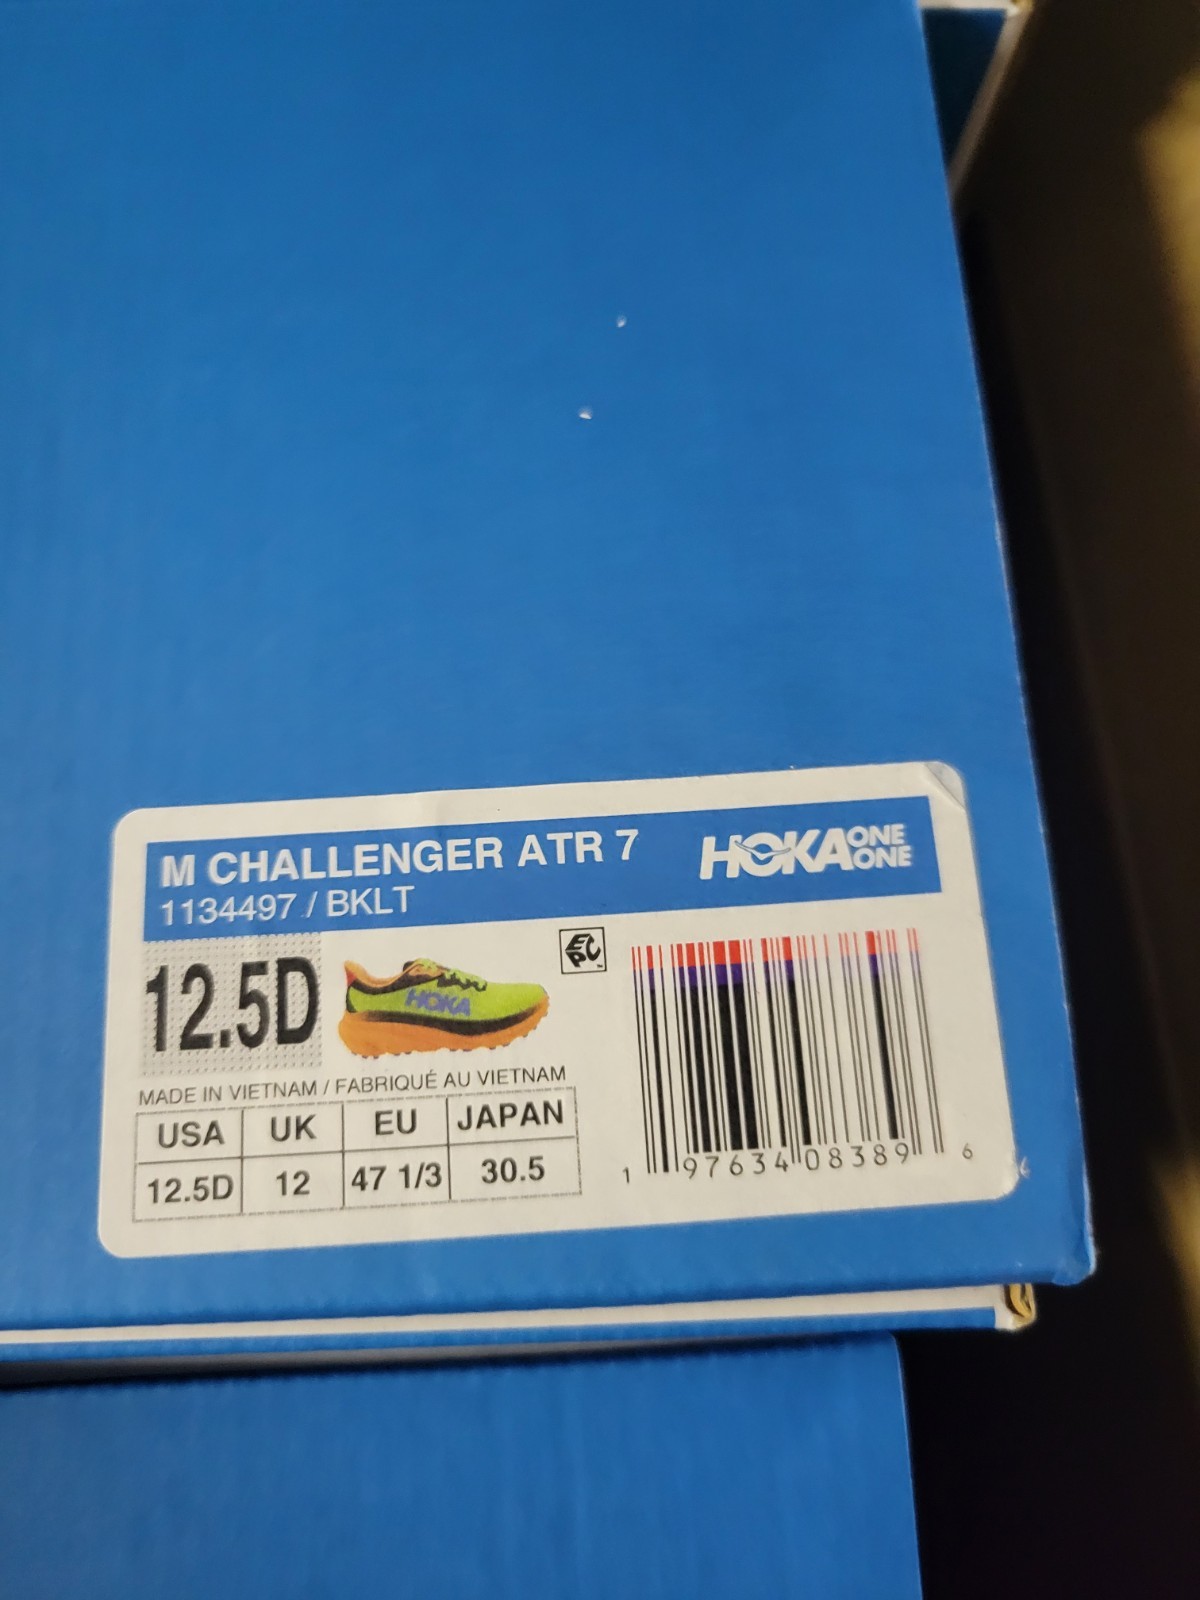 M CHALLENGER ATR 7
1134497 / BKLT
HOKA ONE ONE
12.5D
HOKA
EPC
MADE IN VIETNAM / FABRIQUÉ AU VIETNAM
USA UK EU JAPAN
12.5D 12 47 1/3 30.5
1 97634 08389 6